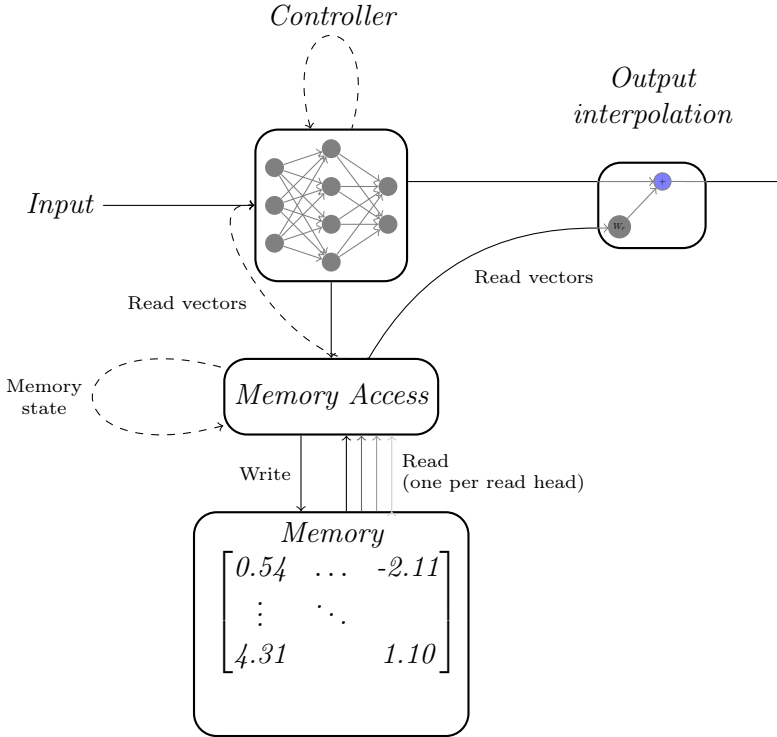 Controller
Output
interpolation
Input
+
W_r
Read vectors
Read vectors
Memory
state
Memory Access
Write
Read
(one per read head)
Memory
0.54 … -2.11
⋮ ⋱
4.31 1.10